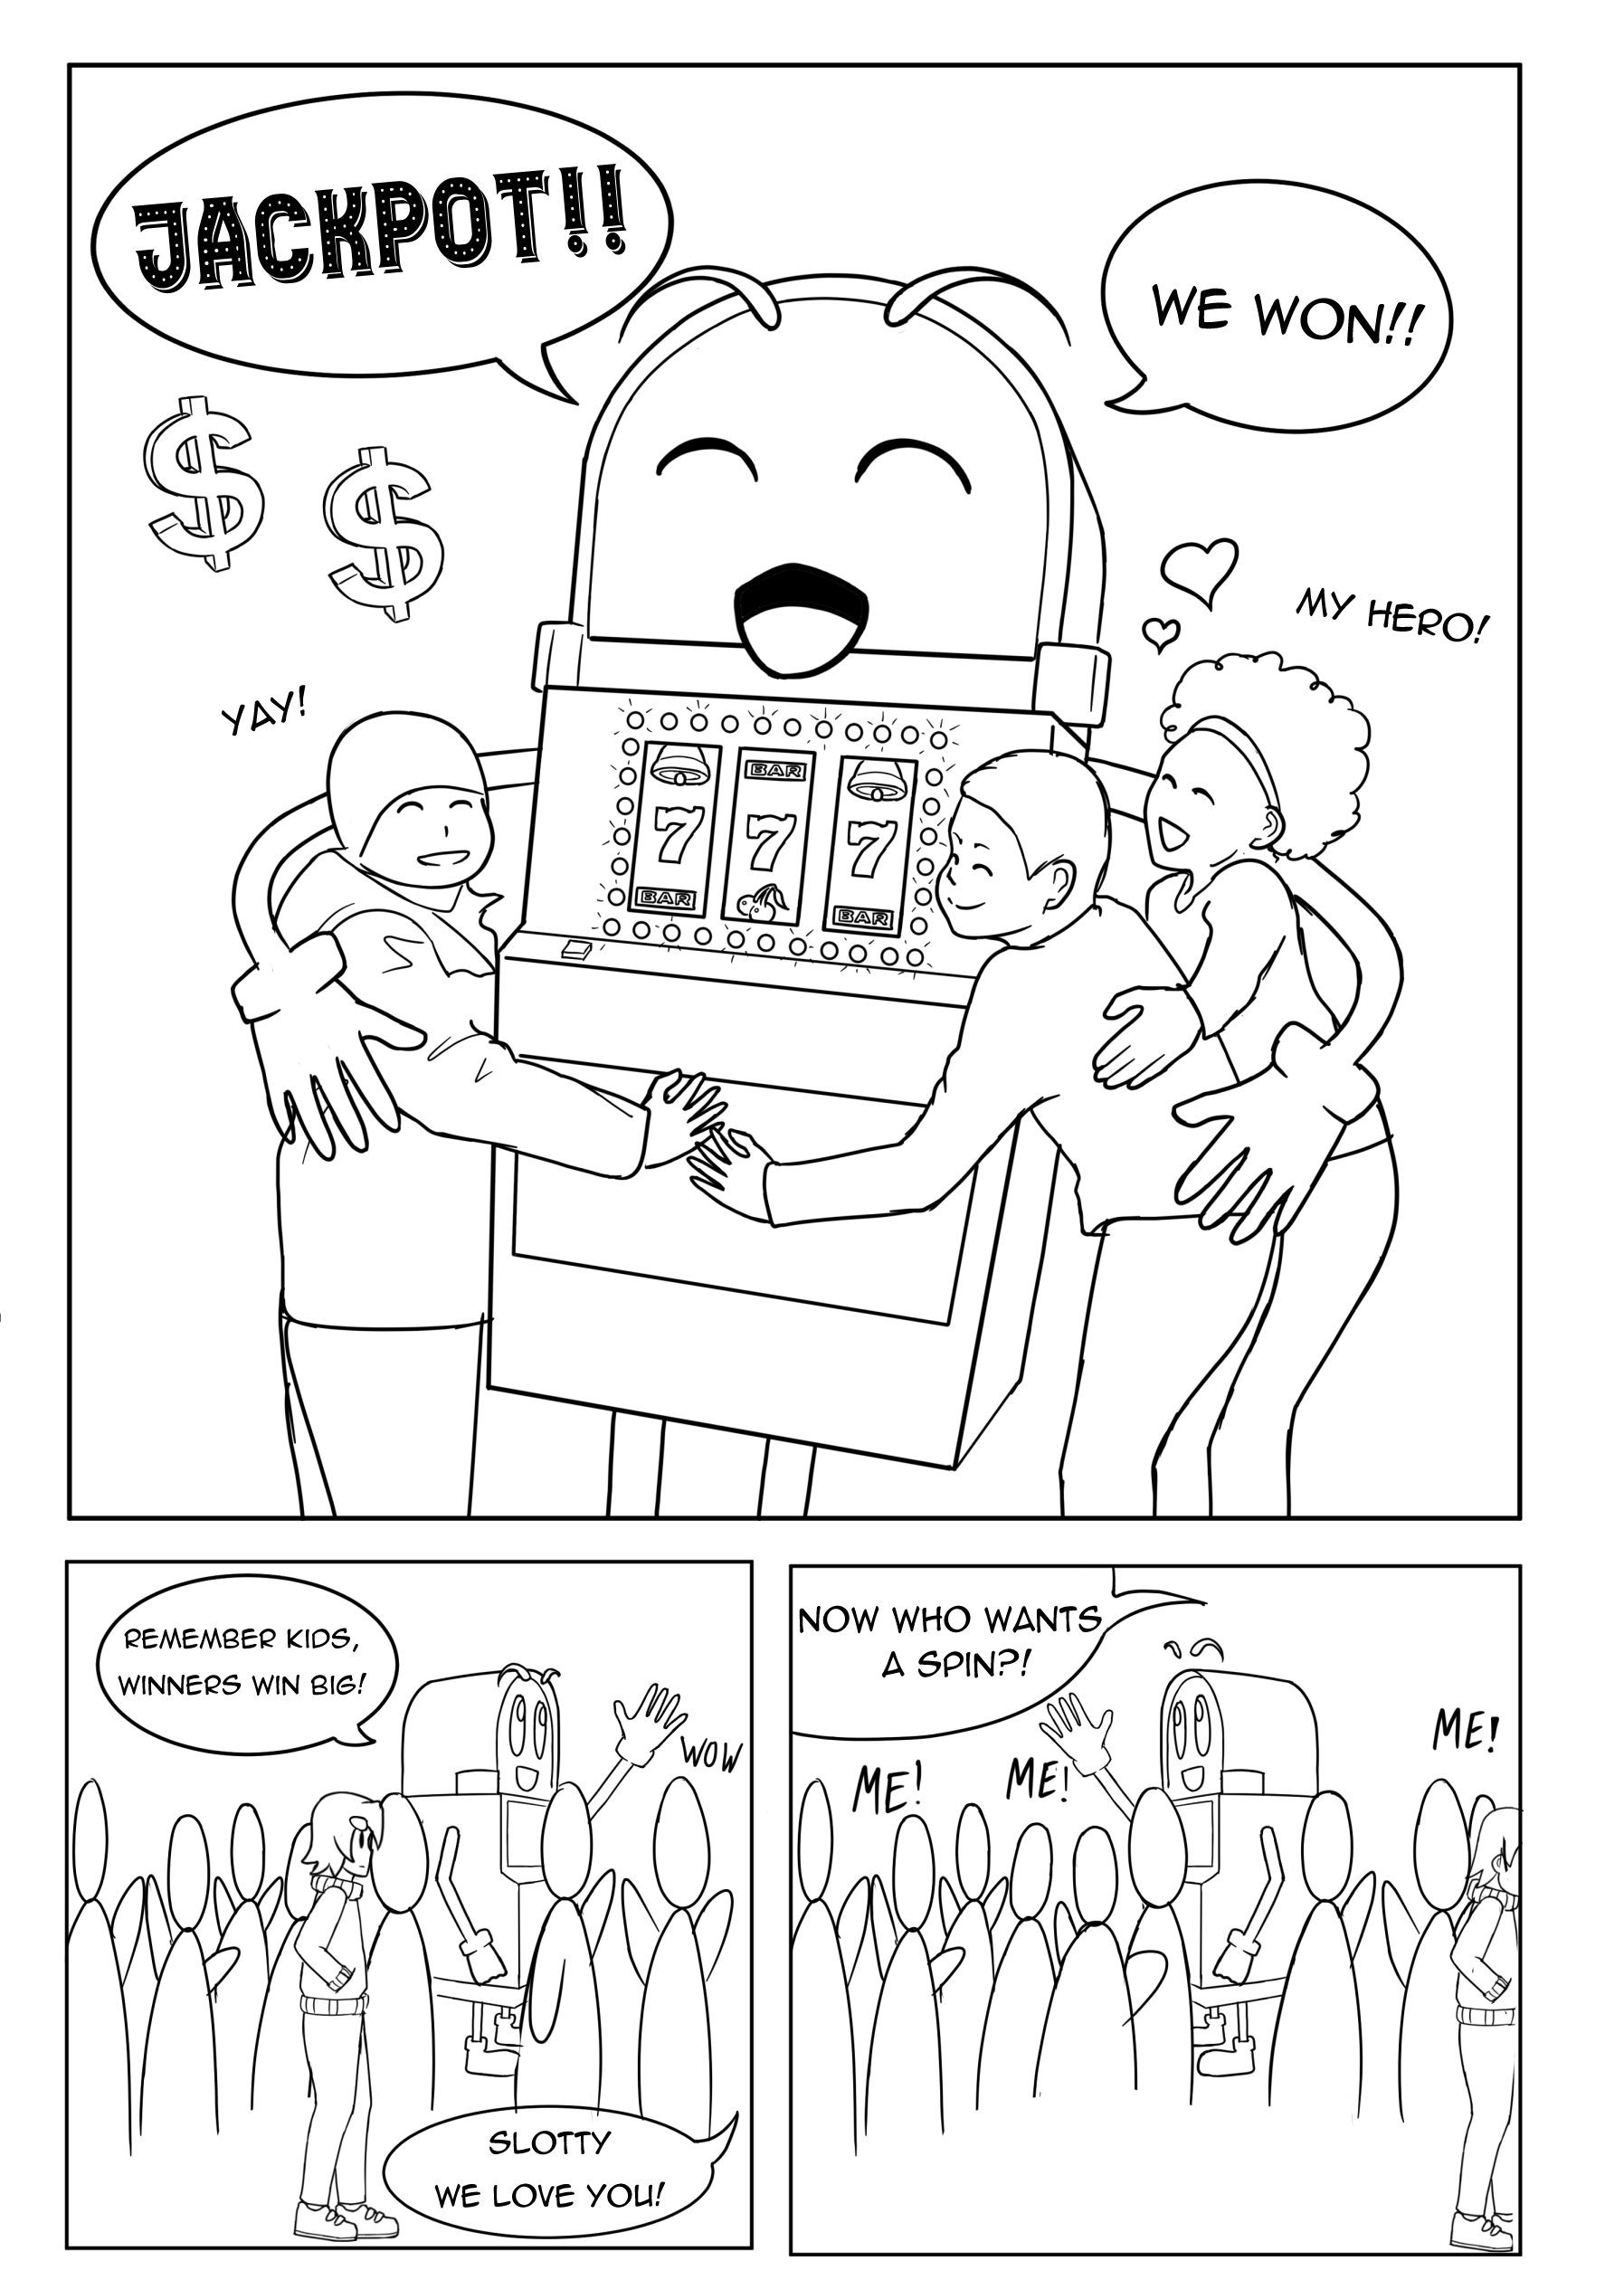 JACKPOT!!
WE WON!!
MY HERO!
YAY!
BAR
7 7 7
BAR
BAR
REMEMBER KIDS,
WINNERS WIN BIG!
WOW
SLOTTY
WE LOVE YOU!
NOW WHO WANTS
A SPIN?!
ME!
ME!
ME!